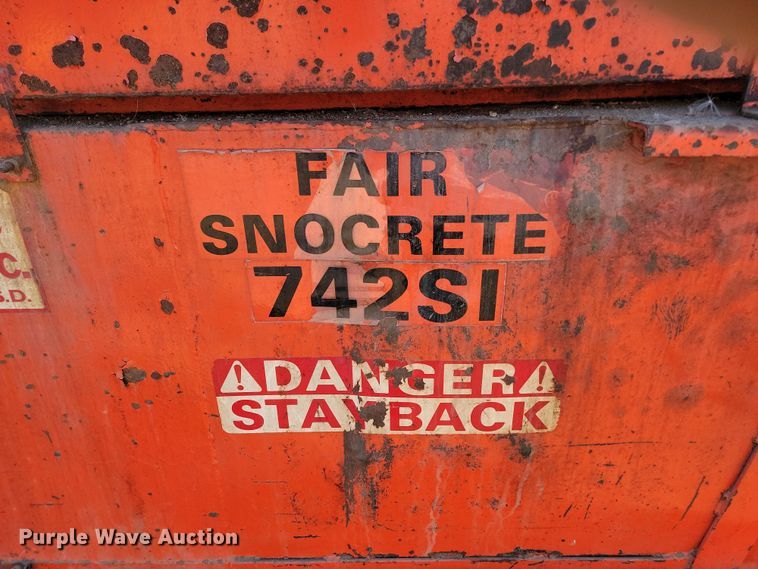 FAIR
SNOCRETE
742SI
C.
S.D.
DANGER
STAY BACK
Purple Wave Auction